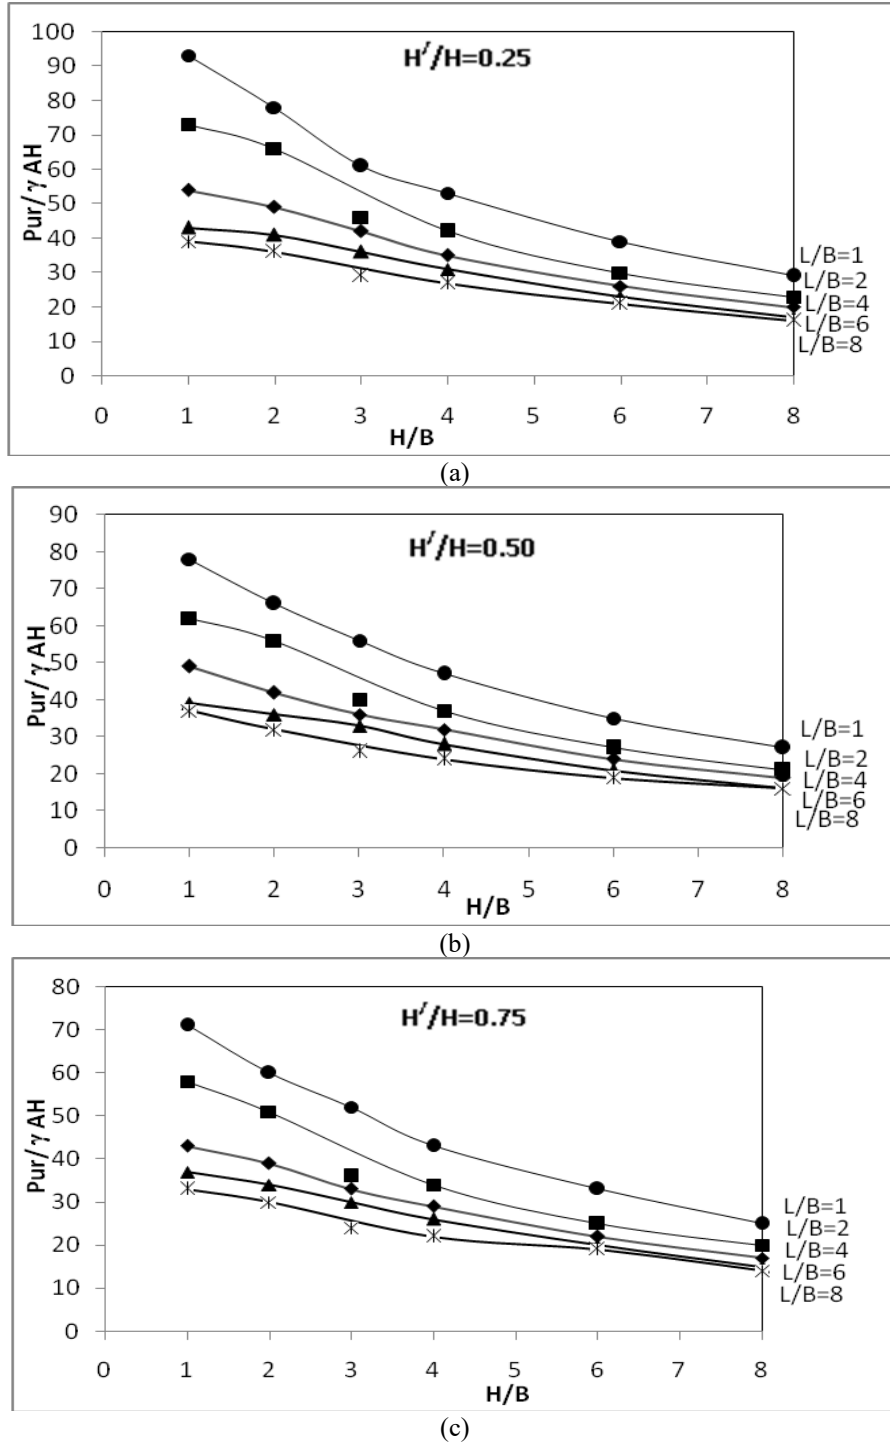 H'/H=0.25
Pur/γ AH
100
90
80
70
60
50
40
30
20
10
0
0 1 2 3 4 5 6 7 8
H/B
L/B=1
L/B=2
L/B=4
L/B=6
L/B=8
(a)
H'/H=0.50
Pur/γ AH
90
80
70
60
50
40
30
20
10
0
0 1 2 3 4 5 6 7 8
H/B
L/B=1
L/B=2
L/B=4
L/B=6
L/B=8
(b)
H'/H=0.75
Pur/γ AH
80
70
60
50
40
30
20
10
0
0 1 2 3 4 5 6 7 8
H/B
L/B=1
L/B=2
L/B=4
L/B=6
L/B=8
(c)